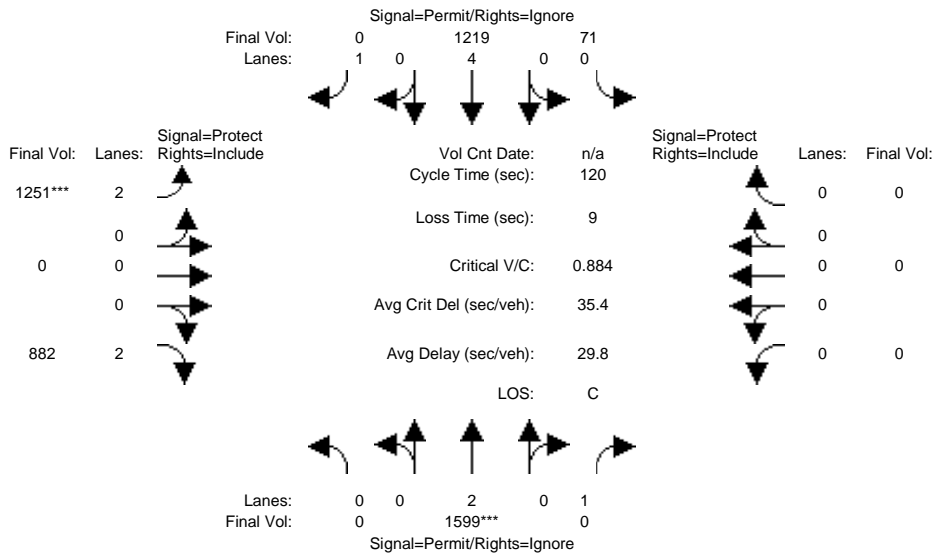 Signal=Permit/Rights=Ignore
Final Vol: 0 1219 71
Lanes: 1 0 4 0 0
Signal=Protect
Final Vol: Lanes: Rights=Include
Vol Cnt Date: n/a
Signal=Protect
Rights=Include Lanes: Final Vol:
Cycle Time (sec): 120
1251*** 2
0 0
Loss Time (sec): 9
0
0
0 0
Critical V/C: 0.884
0 0
0
Avg Crit Del (sec/veh): 35.4
0
882 2
Avg Delay (sec/veh): 29.8
0 0
LOS: C
Lanes: 0 0 2 0 1
Final Vol: 0 1599*** 0
Signal=Permit/Rights=Ignore